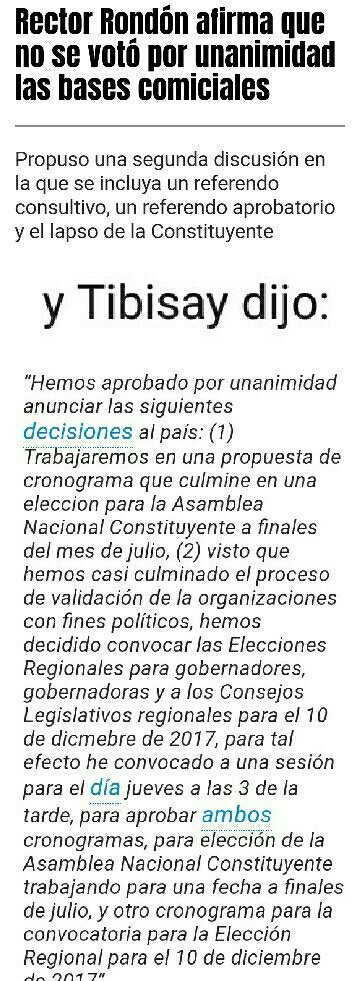 Rector Rondón afirma que
no se votó por unanimidad
las bases comiciales
Propuso una segunda discusión en
la que se incluya un referendo
consultivo, un referendo aprobatorio
y el lapso de la Constituyente
y Tibisay dijo:
"Hemos aprobado por unanimidad
anunciar las siguientes
decisiones al país: (1)
Trabajaremos en una propuesta de
cronograma que culmine en una
eleccion para la Asamblea
Nacional Constituyente a finales
del mes de julio, (2) visto que
hemos casi culminado el proceso
de validación de la organizaciones
con fines políticos, hemos
decidido convocar las Elecciones
Regionales para gobernadores,
gobernadoras y a los Consejos
Legislativos regionales para el 10
de dicmebre de 2017, para tal
efecto he convocado a una sesión
para el día jueves a las 3 de la
tarde, para aprobar ambos
cronogramas, para elección de la
Asamblea Nacional Constituyente
trabajando para una fecha a finales
de julio, y otro cronograma para la
convocatoria para la Elección
Regional para el 10 de diciembre
de 2017"